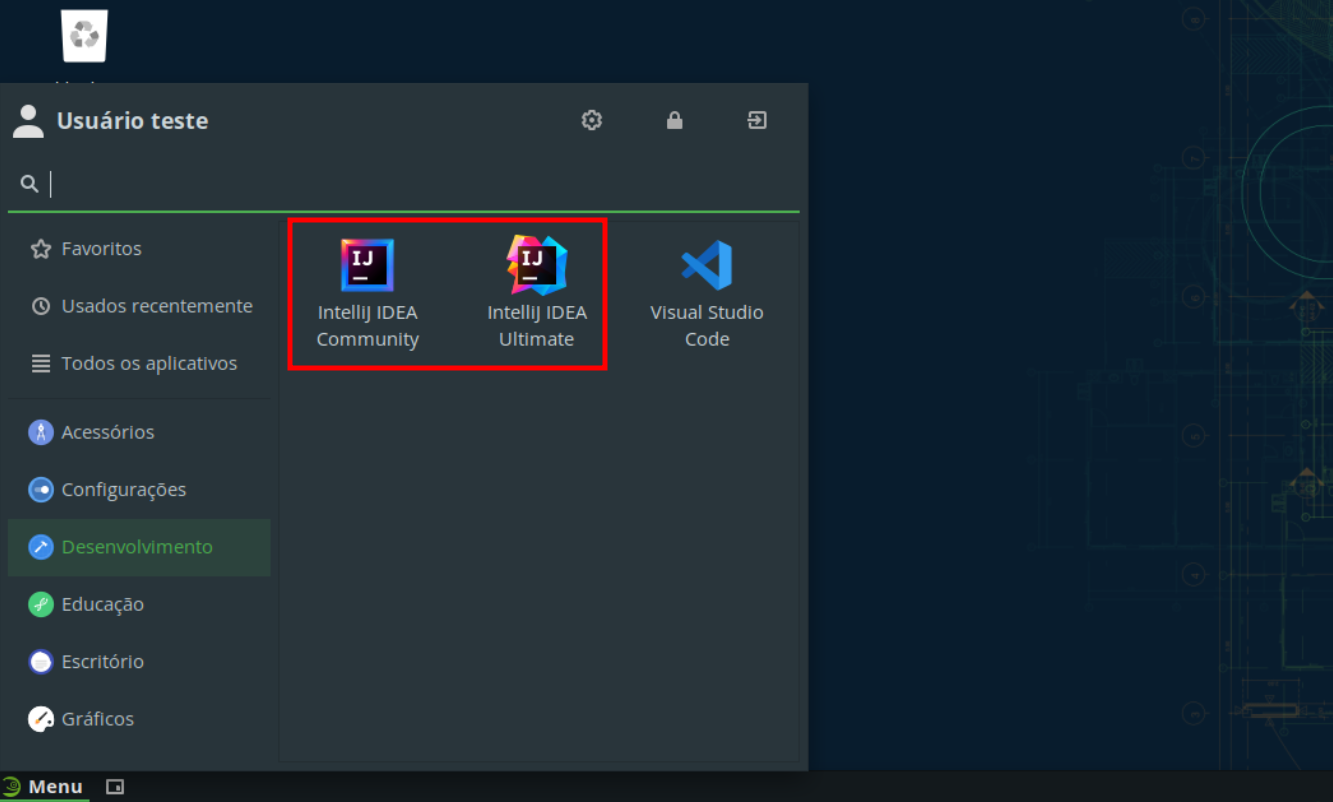 Usuário teste
Favoritos
Usados recentemente
Todos os aplicativos
Acessórios
Configurações
Desenvolvimento
Educação
Escritório
Gráficos
IJ
IntelliJ IDEA
Community
IJ
IntelliJ IDEA
Ultimate
Visual Studio
Code
Menu